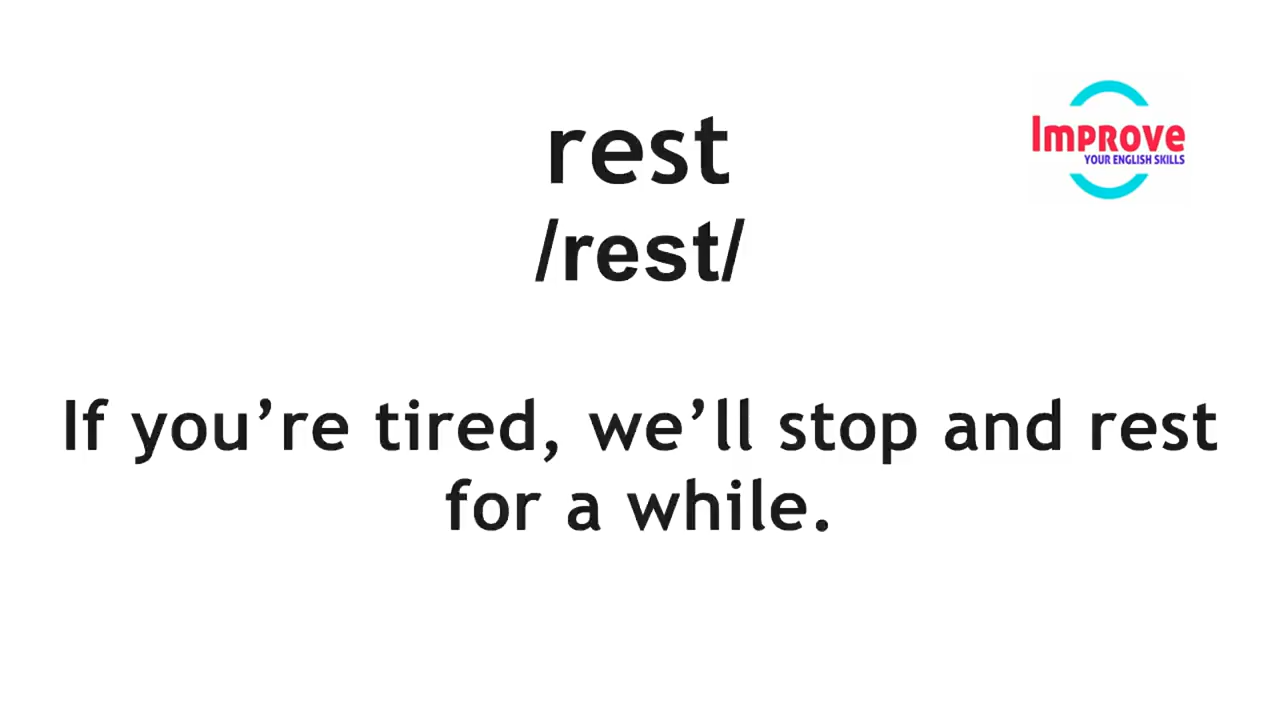 rest
Improve
YOUR ENGLISH SKILLS
/rest/
If you’re tired, we’ll stop and rest
for a while.